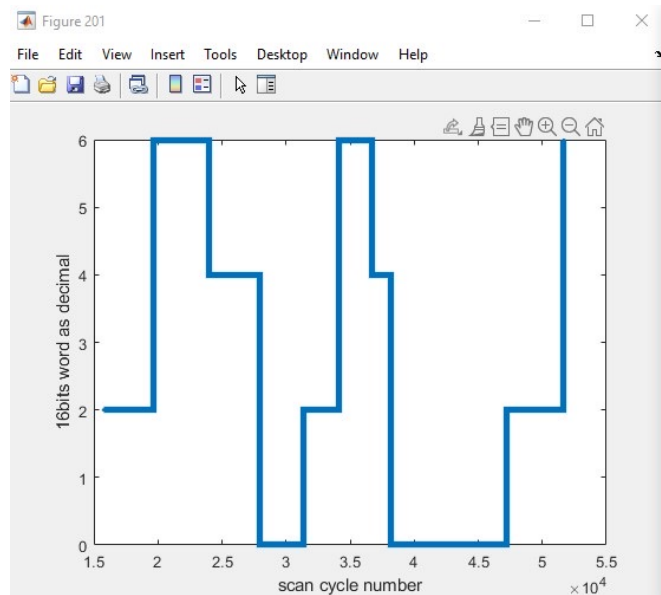 Figure 201
File Edit View Insert Tools Desktop Window Help
6
5
4
3
2
1
0
16bits word as decimal
1.5 2 2.5 3 3.5 4 4.5 5 5.5
scan cycle number
×10⁴